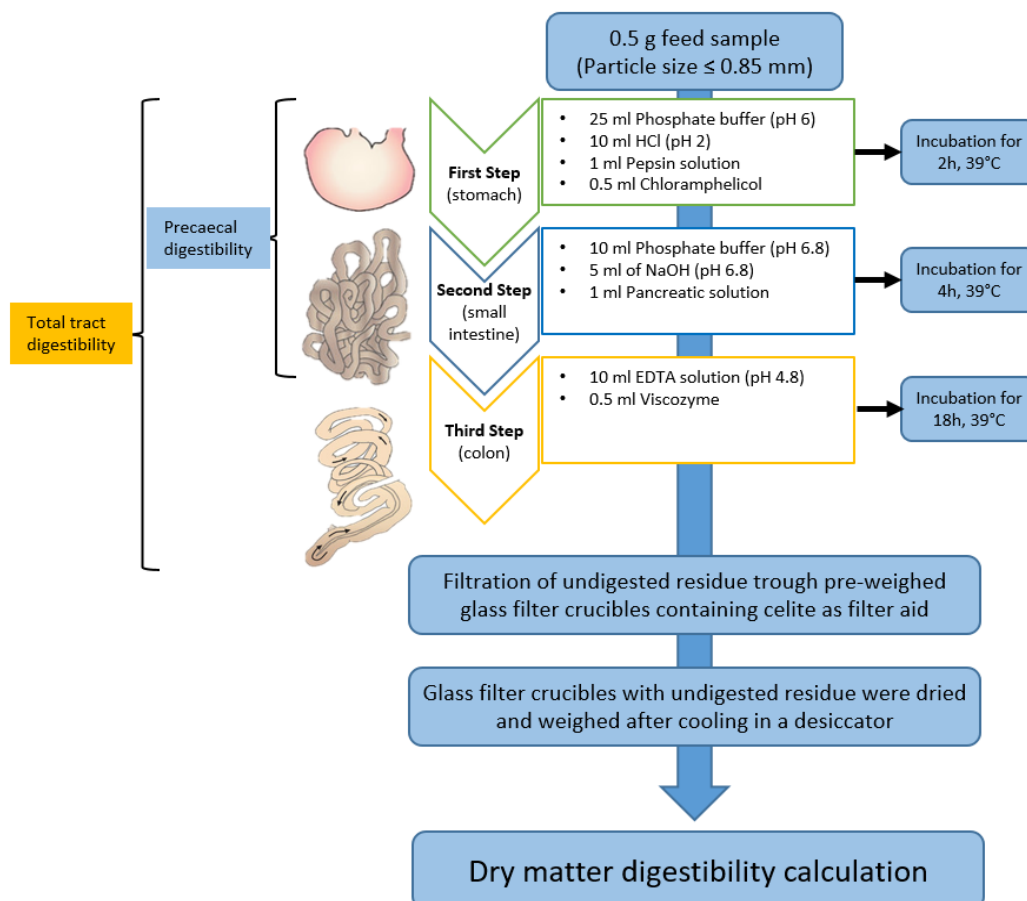 0.5 g feed sample
(Particle size ≤ 0.85 mm)
Total tract
digestibility
Precaecal
digestibility
First Step
(stomach)
• 25 ml Phosphate buffer (pH 6)
• 10 ml HCl (pH 2)
• 1 ml Pepsin solution
• 0.5 ml Chloramphelicol
Incubation for
2h, 39°C
Second Step
(small
intestine)
• 10 ml Phosphate buffer (pH 6.8)
• 5 ml of NaOH (pH 6.8)
• 1 ml Pancreatic solution
Incubation for
4h, 39°C
Third Step
(colon)
• 10 ml EDTA solution (pH 4.8)
• 0.5 ml Viscozyme
Incubation for
18h, 39°C
Filtration of undigested residue trough pre-weighed
glass filter crucibles containing celite as filter aid
Glass filter crucibles with undigested residue were dried
and weighed after cooling in a desiccator
Dry matter digestibility calculation